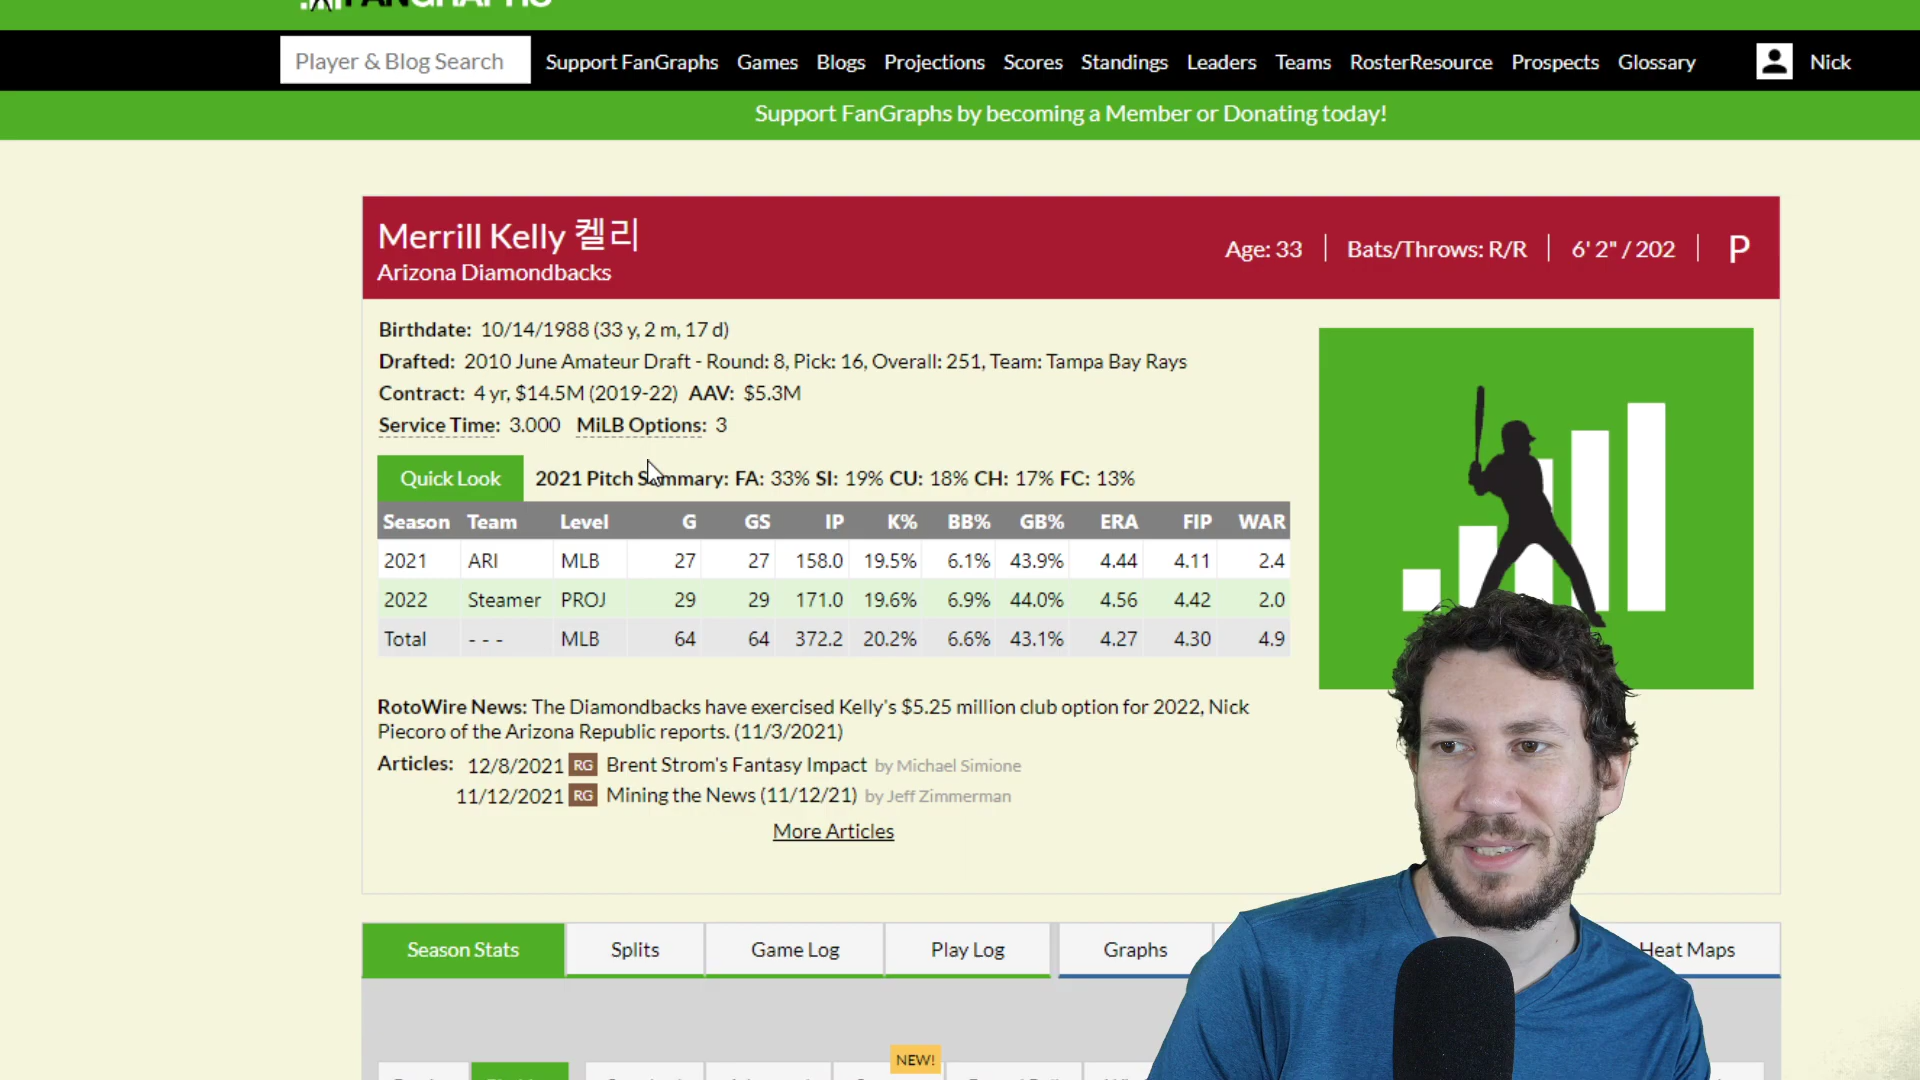 FANGRAPHS
Player & Blog Search Support FanGraphs Games Blogs Projections Scores Standings Leaders Teams RosterResource Prospects Glossary Nick
Support FanGraphs by becoming a Member or Donating today!
Merrill Kelly 켈리
Arizona Diamondbacks
Age: 33 Bats/Throws: R/R 6' 2" / 202 P
Birthdate: 10/14/1988 (33 y, 2 m, 17 d)
Drafted: 2010 June Amateur Draft - Round: 8, Pick: 16, Overall: 251, Team: Tampa Bay Rays
Contract: 4 yr, $14.5M (2019-22) AAV: $5.3M
Service Time: 3.000 MiLB Options: 3
Quick Look 2021 Pitch Summary: FA: 33% SI: 19% CU: 18% CH: 17% FC: 13%
Season Team Level G GS IP K% BB% GB% ERA FIP WAR
2021 ARI MLB 27 27 158.0 19.5% 6.1% 43.9% 4.44 4.11 2.4
2022 Steamer PROJ 29 29 171.0 19.6% 6.9% 44.0% 4.56 4.42 2.0
Total - - - MLB 64 64 372.2 20.2% 6.6% 43.1% 4.27 4.30 4.9
RotoWire News: The Diamondbacks have exercised Kelly's $5.25 million club option for 2022, Nick
Piecoro of the Arizona Republic reports. (11/3/2021)
Articles: 12/8/2021 RG Brent Strom's Fantasy Impact by Michael Simione
11/12/2021 RG Mining the News (11/12/21) by Jeff Zimmerman
More Articles
Season Stats Splits Game Log Play Log Graphs Heat Maps
NEW!